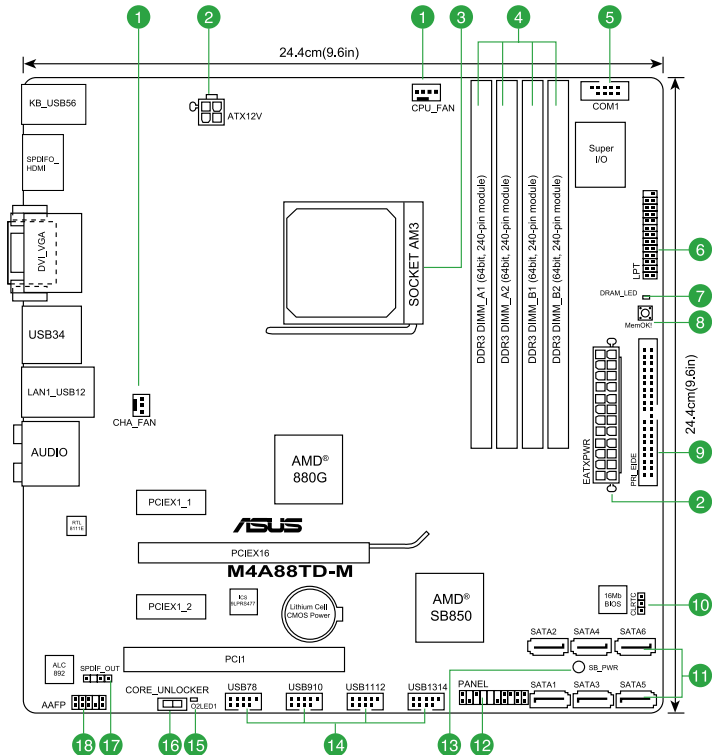 1
2
1
3
4
5
24.4cm(9.6in)
KB_USB56
ATX12V
CPU_FAN
COM1
SPDIFO_
HDMI
Super
I/O
DVI_VGA
SOCKET AM3
DDR3 DIMM_A1 (64bit, 240-pin module)
DDR3 DIMM_A2 (64bit, 240-pin module)
DDR3 DIMM_B1 (64bit, 240-pin module)
DDR3 DIMM_B2 (64bit, 240-pin module)
LPT
6
DRAM_LED
7
MemOK!
8
USB34
1
LAN1_USB12
CHA_FAN
24.4cm(9.6in)
AUDIO
AMD®
880G
EATXPWR
PRI_EIDE
9
2
PCIEX1_1
RTL
8111E
ASUS
PCIEX16
M4A88TD-M
PCIEX1_2
ICS
9LPRS477
Lithium Cell
CMOS Power
AMD®
SB850
16Mb
BIOS
CLRTC
10
SATA2
SATA4
SATA6
PCI1
ALC
892
SPDIF_OUT
SB_PWR
11
AAFP
CORE_UNLOCKER
O2LED1
USB78
USB910
USB1112
USB1314
PANEL
SATA1
SATA3
SATA5
18
17
16
15
14
13
12